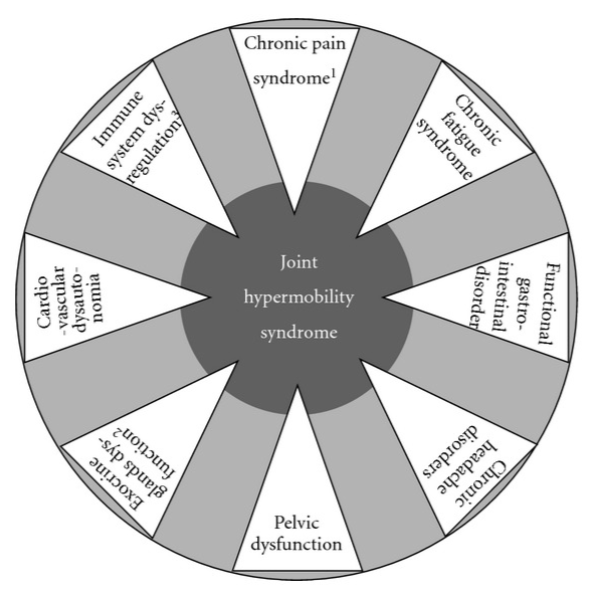 Chronic pain
syndrome¹
Chronic
fatigue
syndrome
Functional
gastro-
intestinal
disorder
Chronic
headache
disorders
Pelvic
dysfunction
Exocrine
glands dys-
function²
Cardio
-vascular
dysauto-
nomia
Immune
system dys-
regulation³
Joint
hypermobility
syndrome